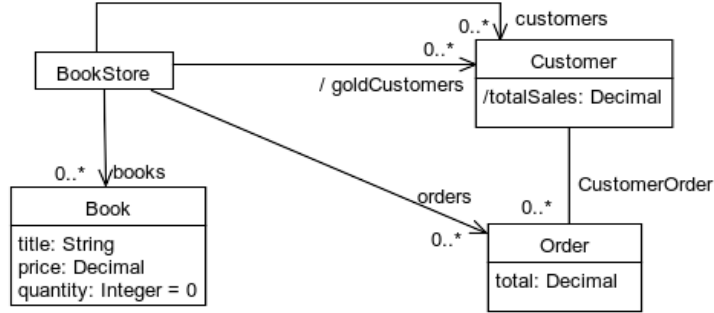 customers
0..*
0..*
BookStore
Customer
/ goldCustomers
/totalSales: Decimal
0..*
books
CustomerOrder
orders
0..*
Book
0..*
Order
title: String
price: Decimal
quantity: Integer = 0
total: Decimal